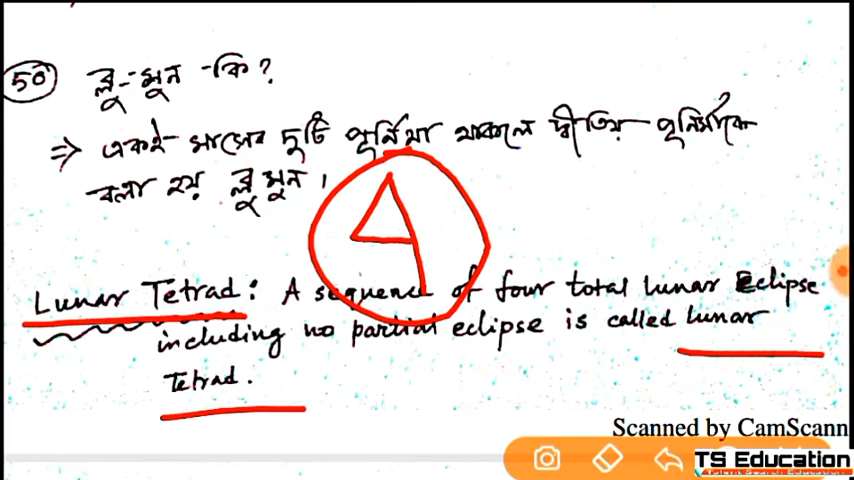 50 ব্লু-মুন -কি?
⇒ একই মাসের দুটি পূর্নিমা থাকলে দ্বীতিয় পূনির্মাকে
বলা হয় ব্লু মুন।
4
Lunar Tetrad: A sequence of four total lunar Eclipse
including no partial eclipse is called lunar
Tetrad.
Scanned by CamScann
TS Education